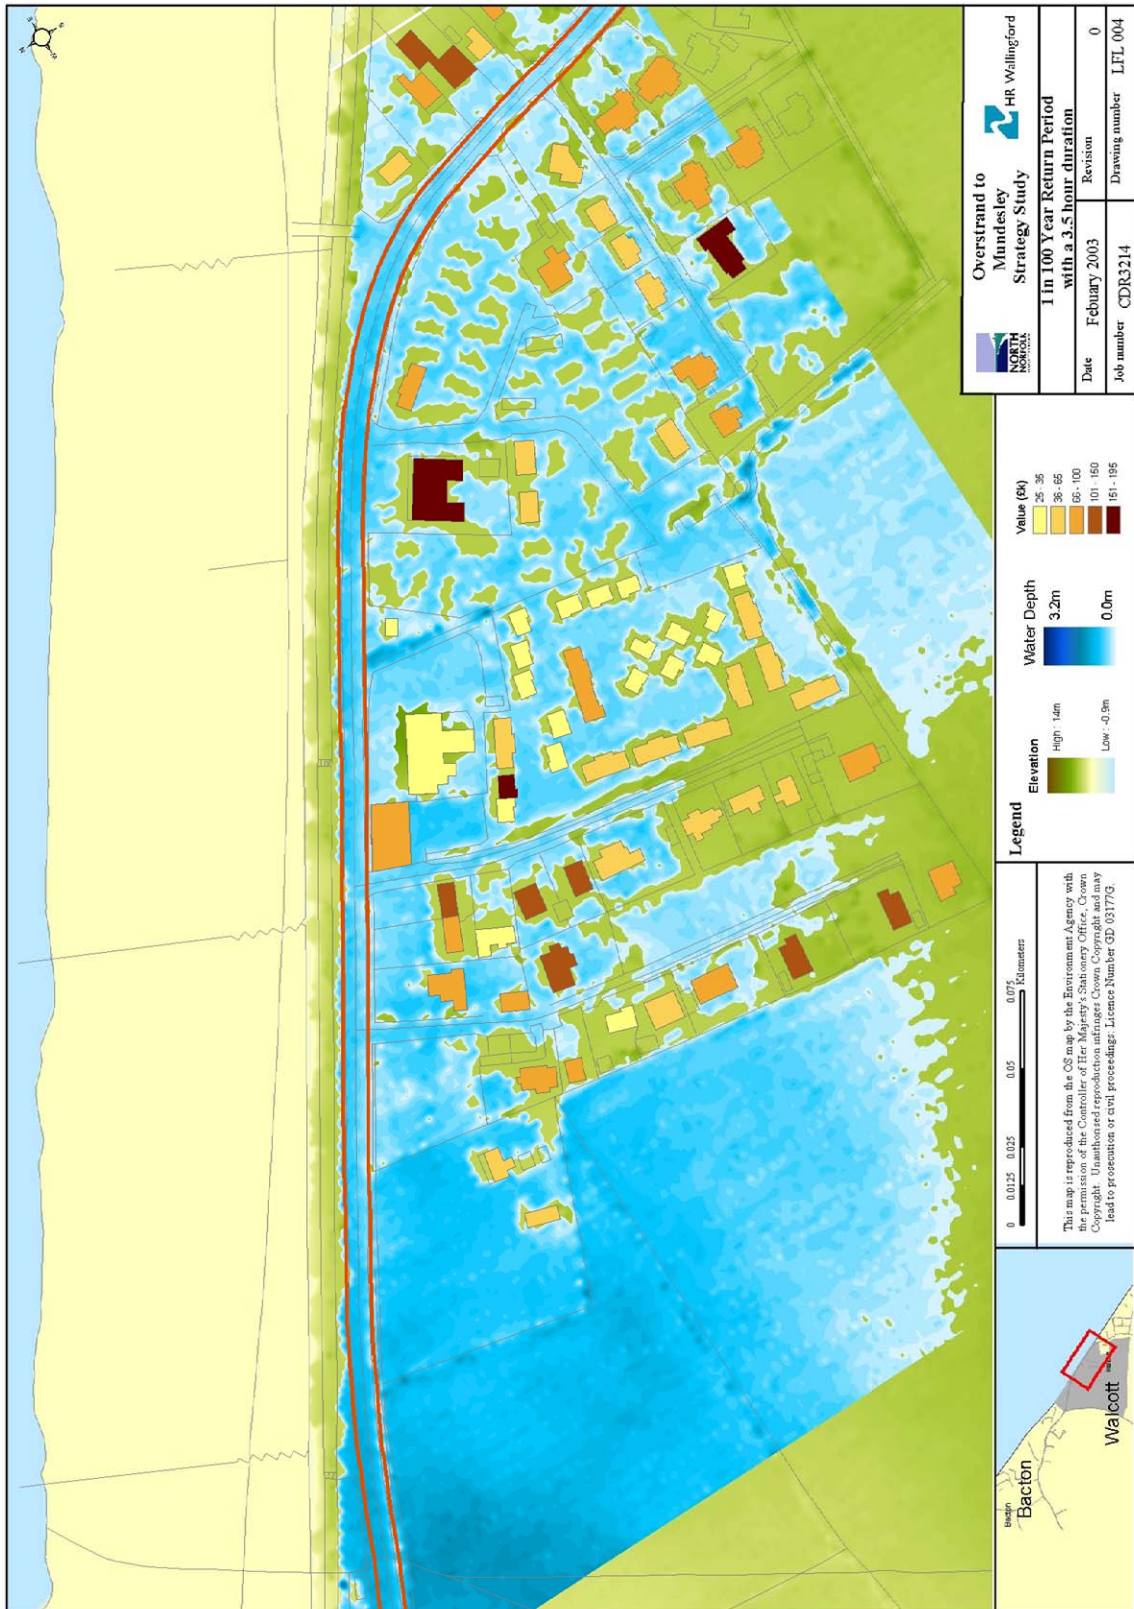 Overstrand to
Mundesley
Strategy Study
NORTH
NORFOLK
HR Wallingford
1 in 100 Year Return Period
with a 3.5 hour duration
Date
Febuary 2003
Revision
0
Job number
CDR3214
Drawing number
LFL 004
Legend
Elevation
High : 14m
Low : -0.9m
Water Depth
3.2m
0.0m
Value (£k)
25 - 35
36 - 65
66 - 100
101 - 150
151 - 195
0 0.0125 0.025 0.05 0.075
Kilometers
This map is reproduced from the OS map by the Environment Agency with
the permission of the Controller of Her Majesty's Stationery Office, Crown
Copyright. Unauthorised reproduction infringes Crown Copyright and may
lead to prosecution or civil proceedings: Licence Number GD 03177G.
Bacton
Bacton
Walcott